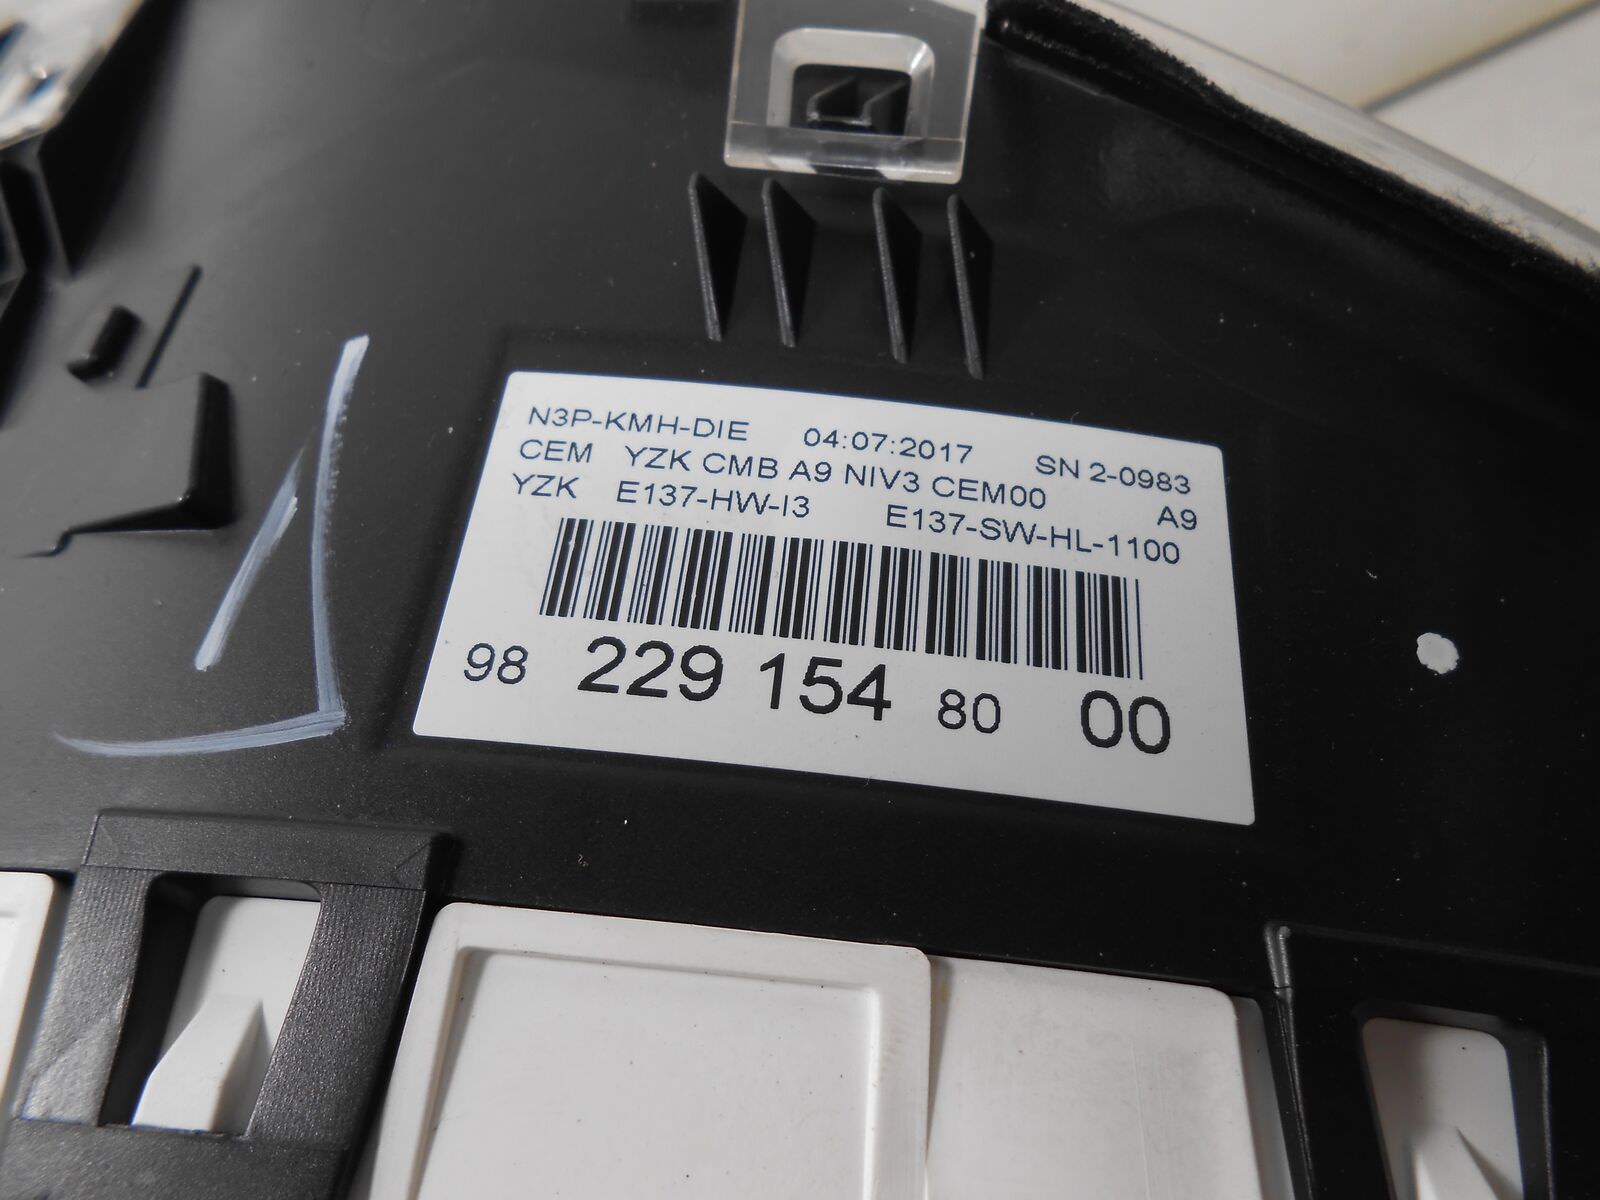 N3P-KMH-DIE 04:07:2017 SN 2-0983
CEM YZK CMB A9 NIV3 CEM00 A9
YZK E137-HW-I3 E137-SW-HL-1100
98 229 154 80 00